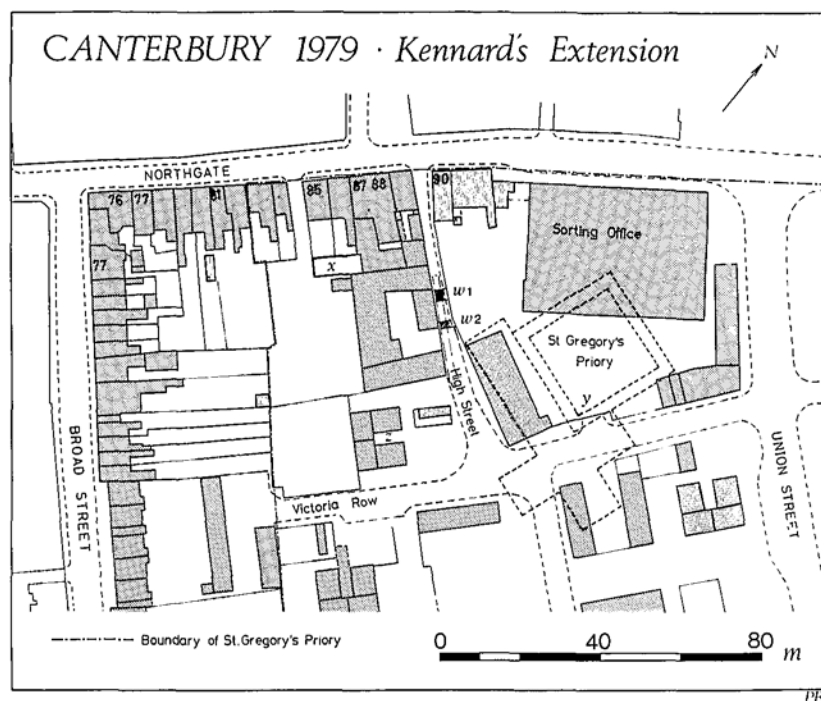 CANTERBURY 1979 · Kennard's Extension
N
NORTHGATE
76 77 81 85 87 88 90
Sorting Office
77
x
w1
w2
St Gregory's
Priory
y
High Street
BROAD STREET
UNION STREET
Victoria Row
Boundary of St. Gregory's Priory
0 40 80 m